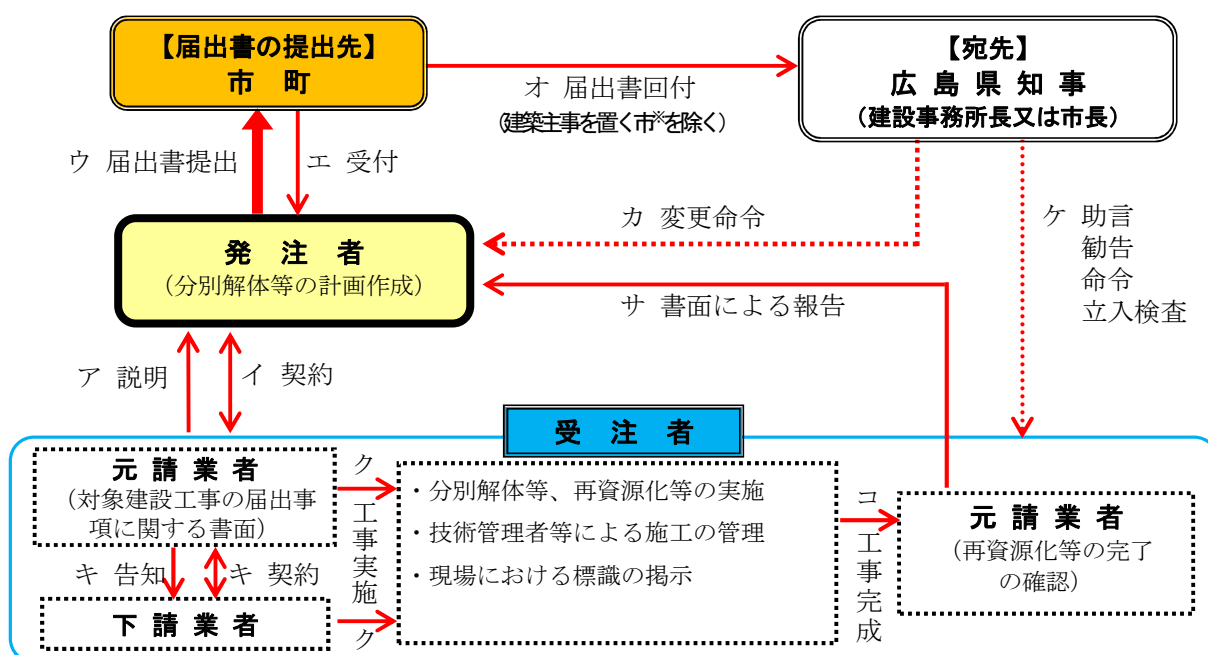 【届出書の提出先】
市 町
【宛先】
広 島 県 知 事
(建設事務所長又は市長)
オ 届出書回付
(建築主事を置く市※を除く)
ウ 届出書提出
エ 受付
カ 変更命令
ケ 助言
勧告
命令
立入検査
発 注 者
(分別解体等の計画作成)
サ 書面による報告
ア 説明
イ 契約
受 注 者
元 請 業 者
(対象建設工事の届出事
項に関する書面)
キ 告知
キ 契約
下 請 業 者
ク
工事実施
ク
・分別解体等、再資源化等の実施
・技術管理者等による施工の管理
・現場における標識の掲示
コ
工事完成
元 請 業 者
(再資源化等の完了
の確認)